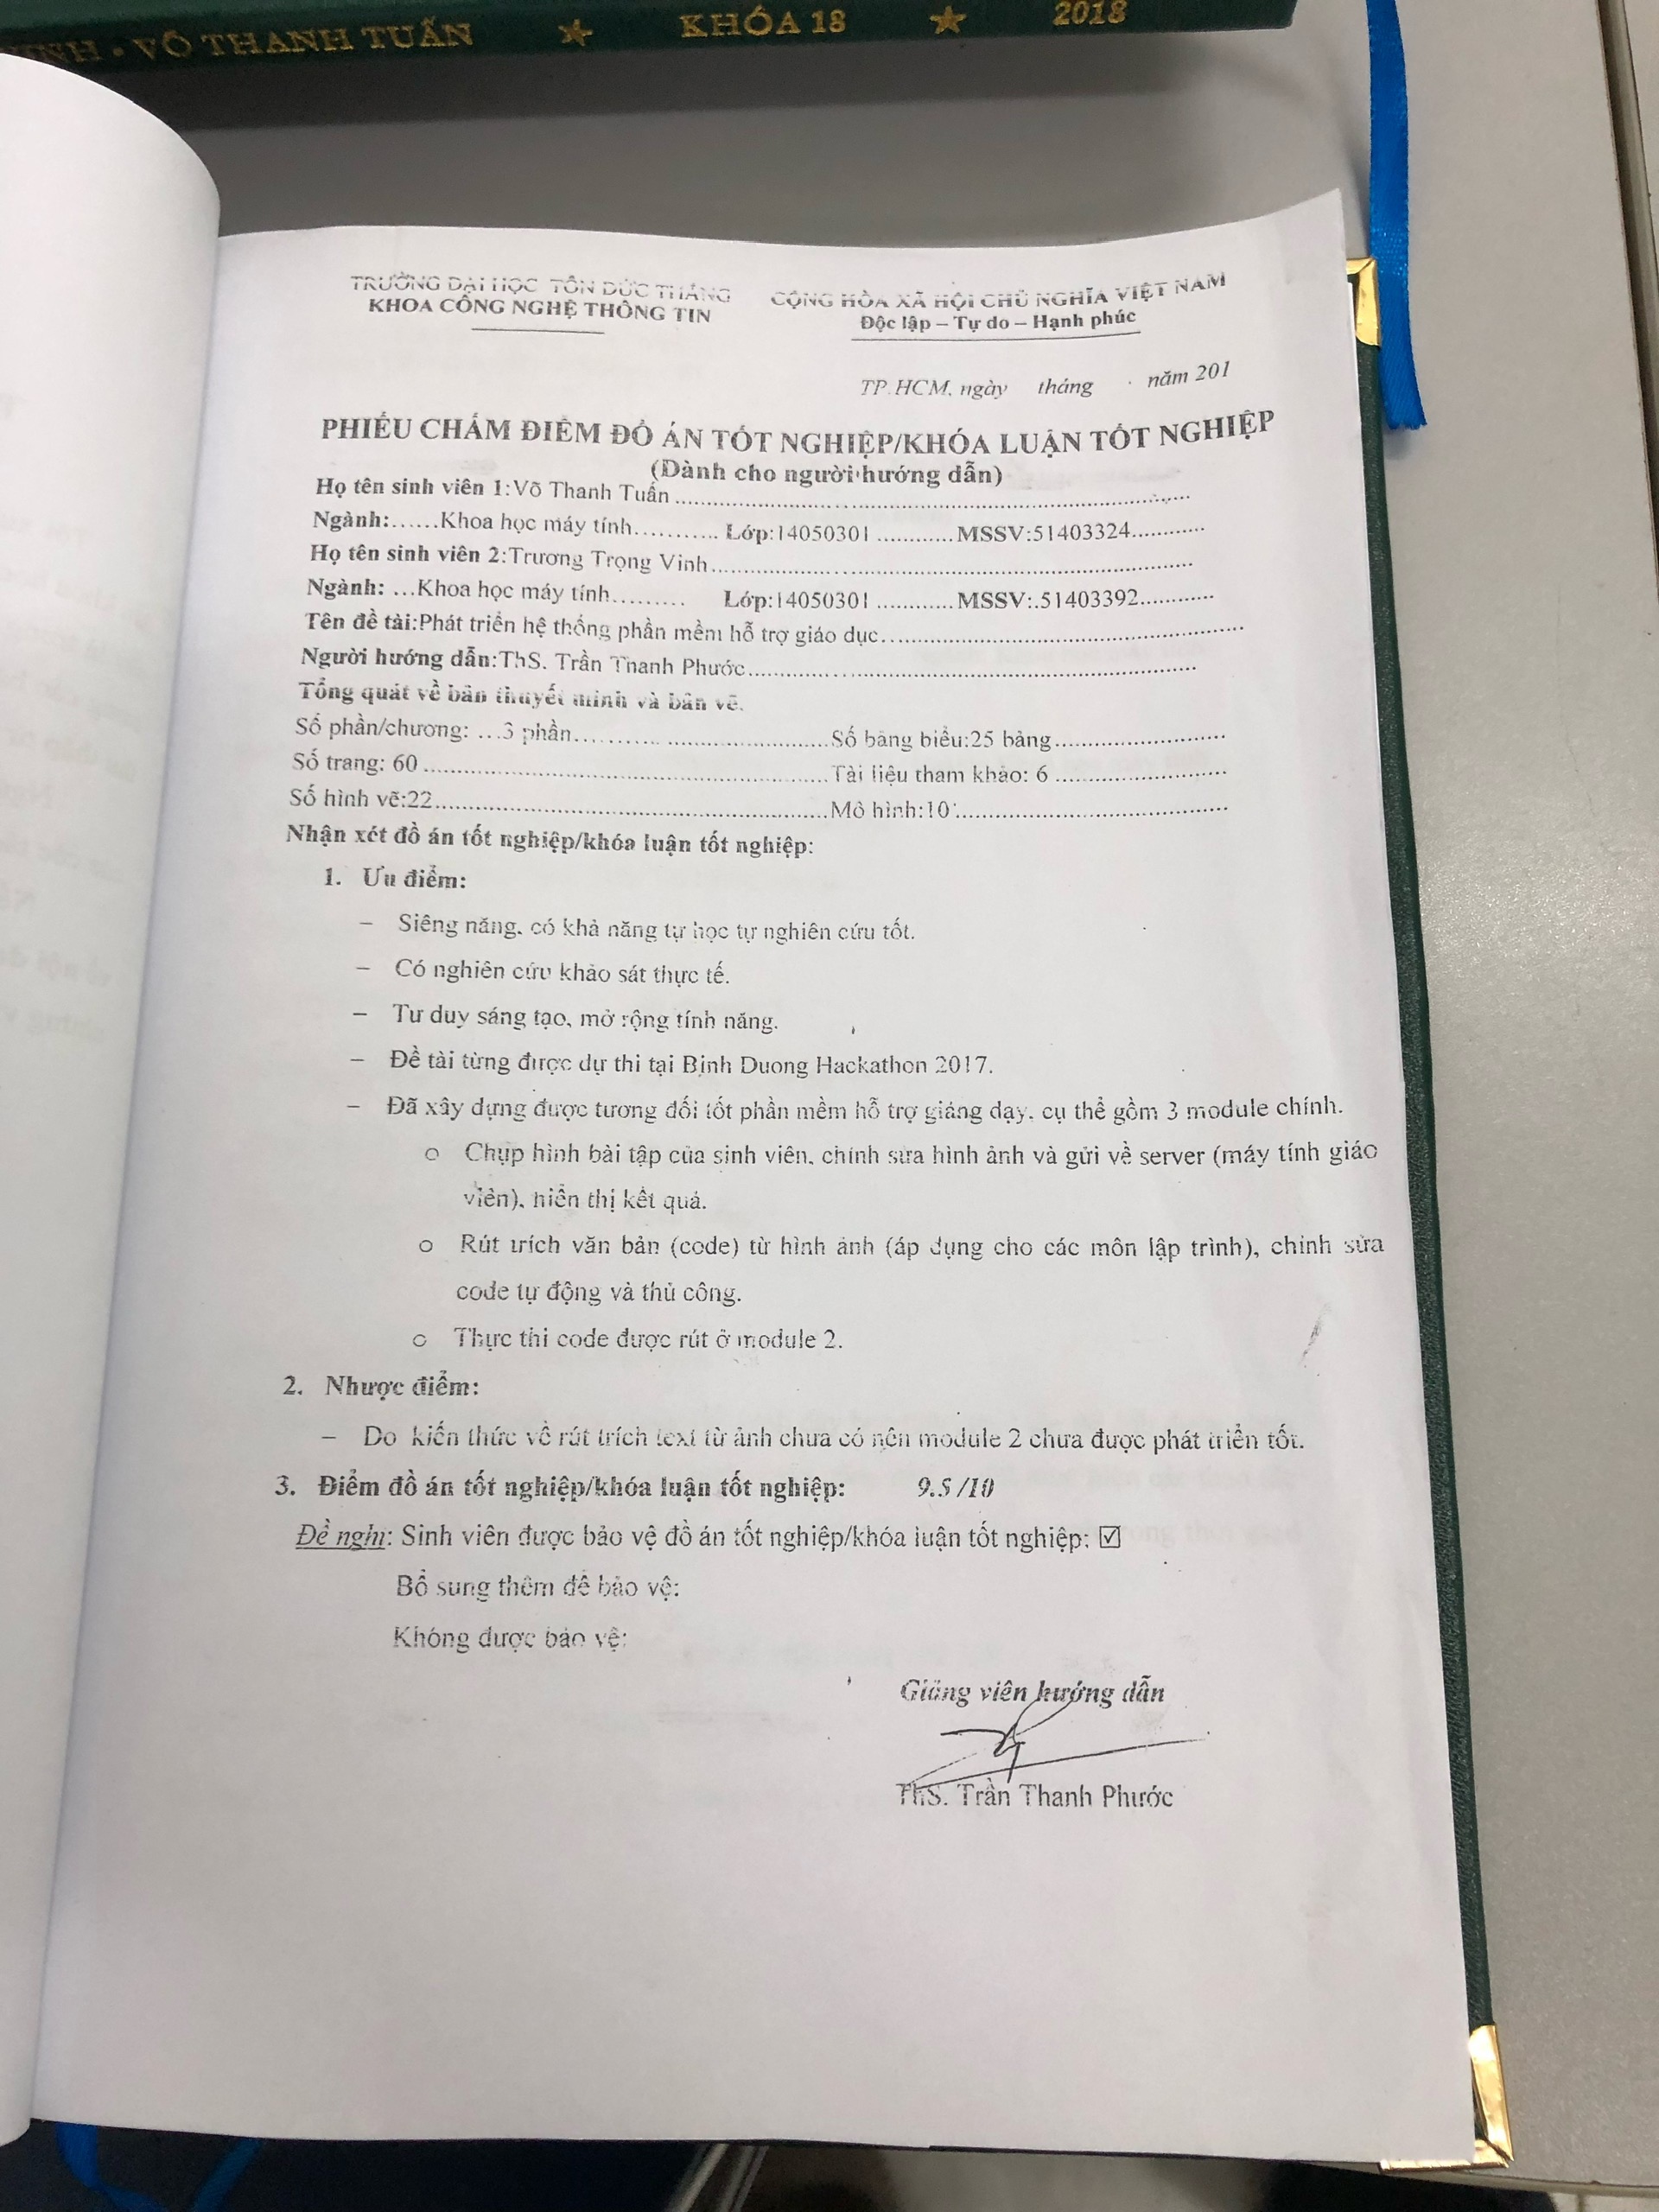 VÕ THANH TUẤN ★ KHÓA 18 ★ 2018
TRƯỜNG ĐẠI HỌC TÔN ĐỨC THẮNG
KHOA CÔNG NGHỆ THÔNG TIN
CỘNG HÒA XÃ HỘI CHỦ NGHĨA VIỆT NAM
Độc lập – Tự do – Hạnh phúc
TP.HCM, ngày tháng năm 201
PHIẾU CHẤM ĐIỂM ĐỒ ÁN TỐT NGHIỆP/KHÓA LUẬN TỐT NGHIỆP
(Dành cho người hướng dẫn)
Họ tên sinh viên 1:Võ Thanh Tuấn
Ngành:......Khoa học máy tính........... Lớp:14050301 ............MSSV:51403324...........
Họ tên sinh viên 2:Trương Trọng Vinh
Ngành: ...Khoa học máy tính......... Lớp:14050301 ............MSSV:.51403392...........
Tên đề tài:Phát triển hệ thống phần mềm hỗ trợ giáo dục
Người hướng dẫn:ThS. Trần Thanh Phước
Tổng quát về bản thuyết minh và bản vẽ.
Số phần/chương: ...3 phần.............Số bảng biểu:25 bảng
Số trang: 60 .............Tài liệu tham khảo: 6
Số hình vẽ:22.............Mô hình:10
Nhận xét đồ án tốt nghiệp/khóa luận tốt nghiệp:
1. Ưu điểm:
– Siêng năng, có khả năng tự học tự nghiên cứu tốt.
– Có nghiên cứu khảo sát thực tế.
– Tư duy sáng tạo, mở rộng tính năng.
– Đề tài từng được dự thi tại Binh Duong Hackathon 2017.
– Đã xây dựng được tương đối tốt phần mềm hỗ trợ giảng dạy, cụ thể gồm 3 module chính.
o Chụp hình bài tập của sinh viên, chỉnh sửa hình ảnh và gửi về server (máy tính giáo
viên), hiển thị kết quả.
o Rút trích văn bản (code) từ hình ảnh (áp dụng cho các môn lập trình), chỉnh sửa
code tự động và thủ công.
o Thực thi code được rút ở module 2.
2. Nhược điểm:
– Do kiến thức về rút trích text từ ảnh chưa có nên module 2 chưa được phát triển tốt.
3. Điểm đồ án tốt nghiệp/khóa luận tốt nghiệp: 9.5 /10
Đề nghị: Sinh viên được bảo vệ đồ án tốt nghiệp/khóa luận tốt nghiệp: ☑
Bổ sung thêm để bảo vệ:
Không được bảo vệ:
Giảng viên hướng dẫn
ThS. Trần Thanh Phước